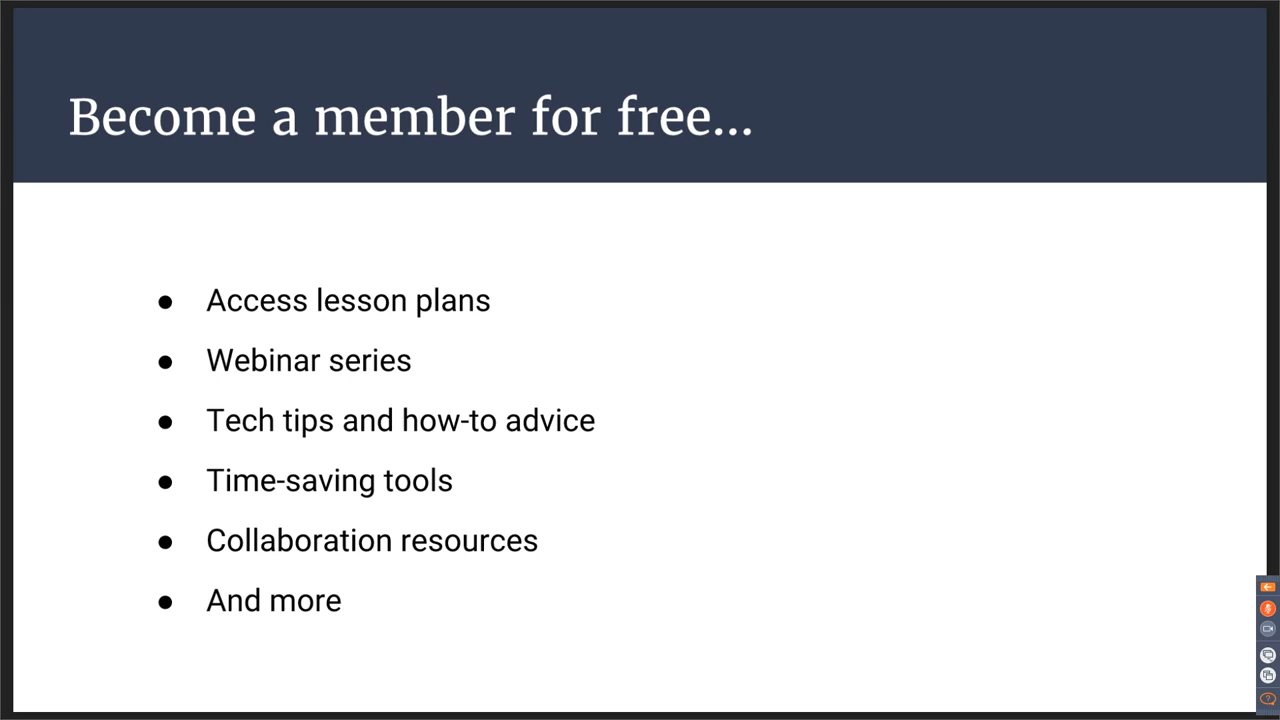 Become a member for free...
● Access lesson plans
● Webinar series
● Tech tips and how-to advice
● Time-saving tools
● Collaboration resources
● And more